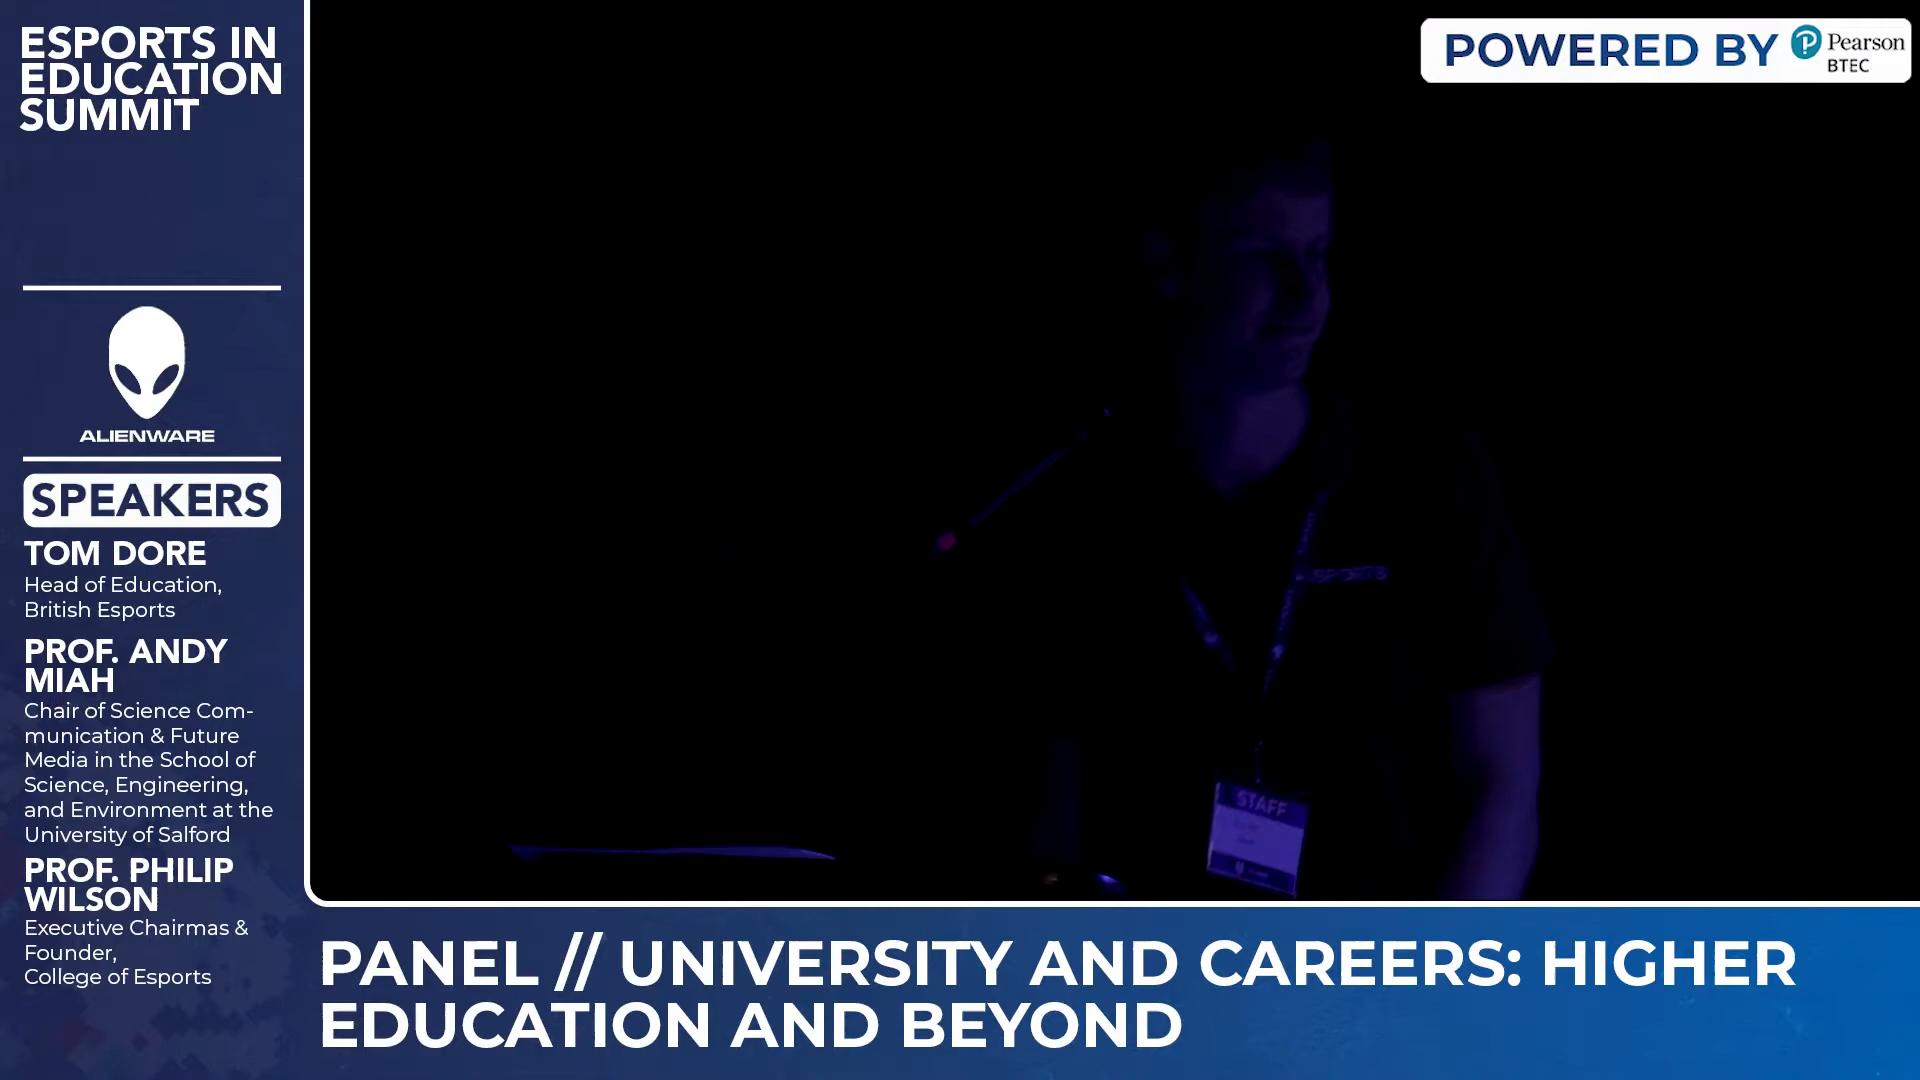 ESPORTS IN
EDUCATION
SUMMIT
ALIENWARE
SPEAKERS
TOM DORE
Head of Education,
British Esports
PROF. ANDY
MIAH
Chair of Science Com-
munication & Future
Media in the School of
Science, Engineering,
and Environment at the
University of Salford
PROF. PHILIP
WILSON
Executive Chairmas &
Founder,
College of Esports
POWERED BY
Pearson
BTEC
STAFF
PANEL // UNIVERSITY AND CAREERS: HIGHER
EDUCATION AND BEYOND